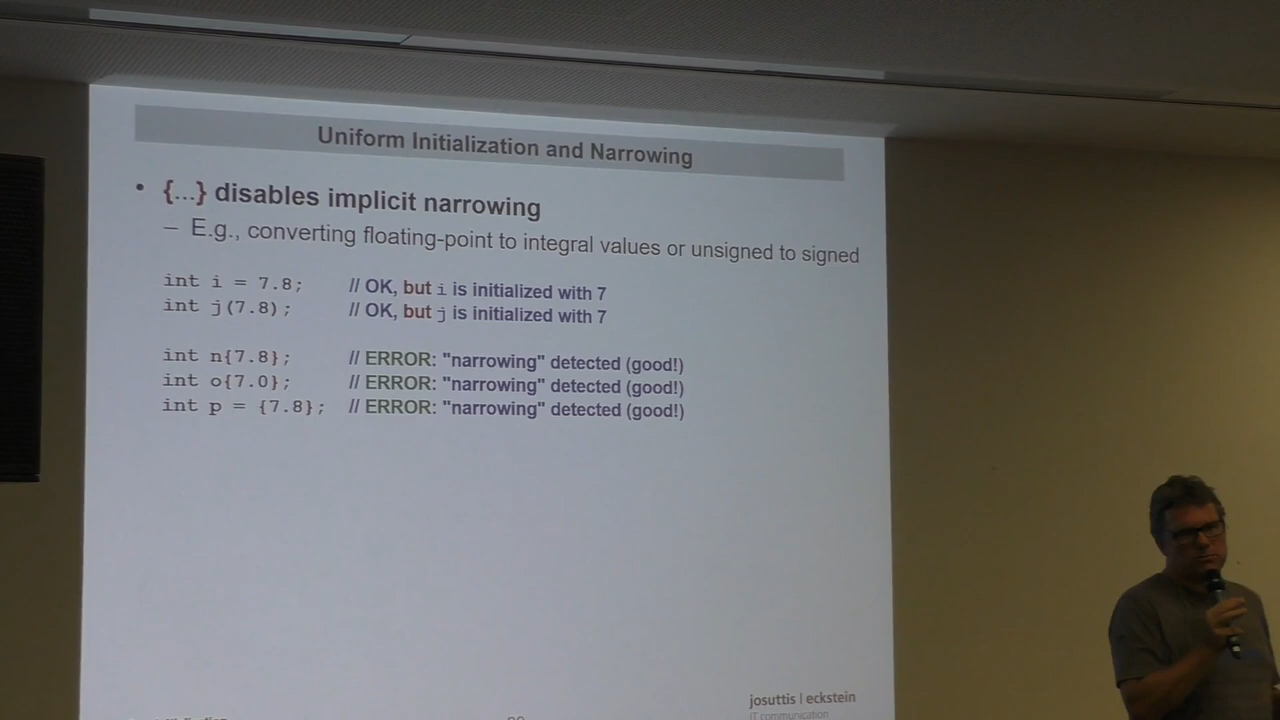 Uniform Initialization and Narrowing
• {...} disables implicit narrowing
– E.g., converting floating-point to integral values or unsigned to signed
int i = 7.8; // OK, but i is initialized with 7
int j(7.8); // OK, but j is initialized with 7
int n{7.8}; // ERROR: "narrowing" detected (good!)
int o{7.0}; // ERROR: "narrowing" detected (good!)
int p = {7.8}; // ERROR: "narrowing" detected (good!)
josuttis | eckstein
IT communication